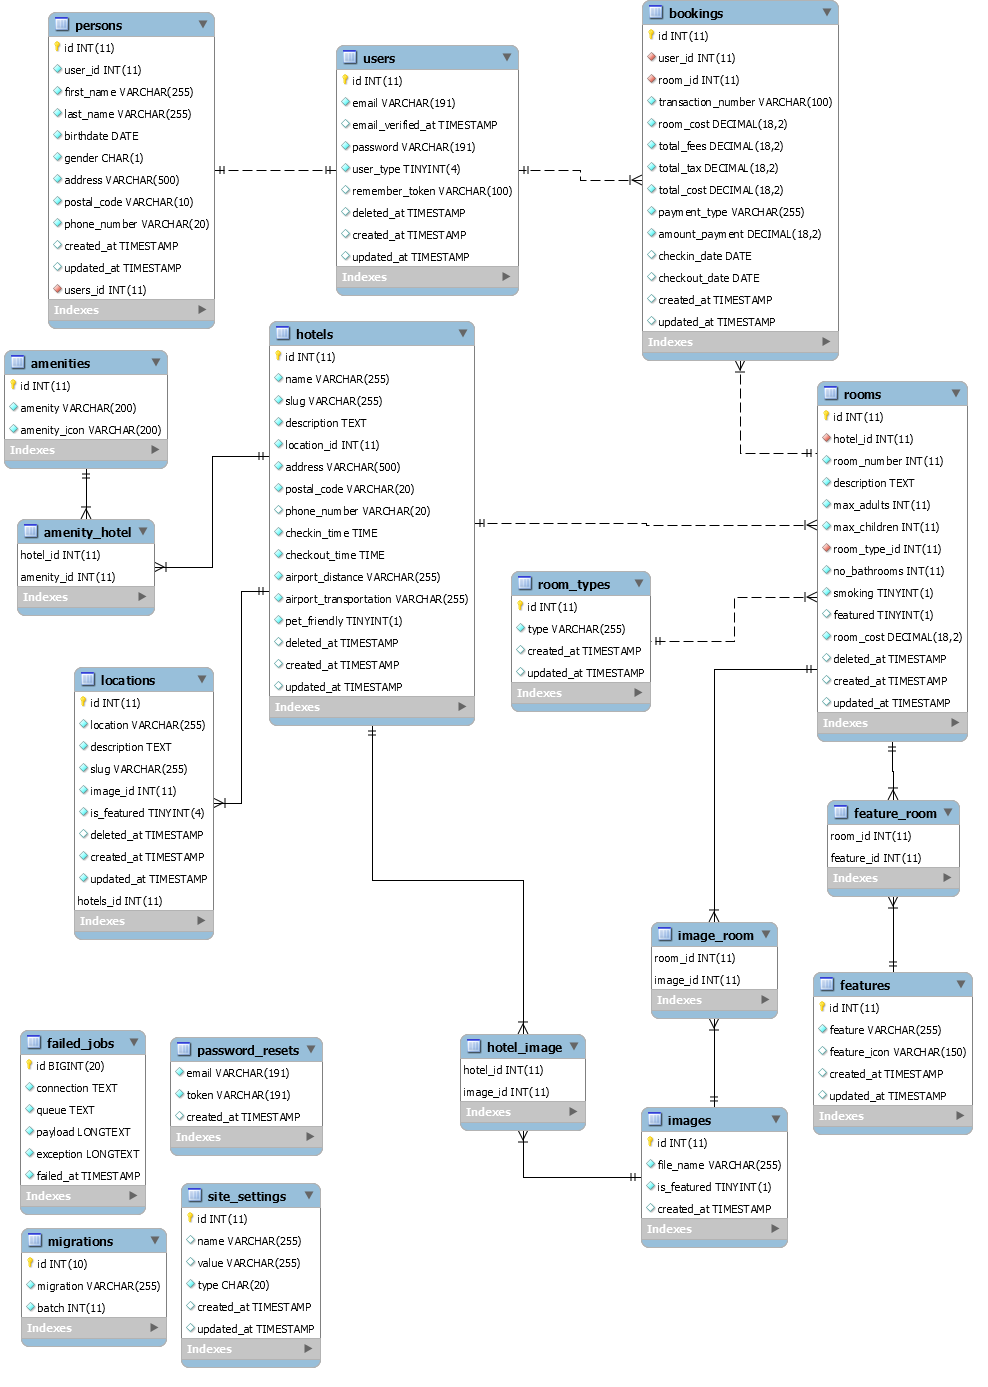 persons
id INT(11)
user_id INT(11)
first_name VARCHAR(255)
last_name VARCHAR(255)
birthdate DATE
gender CHAR(1)
address VARCHAR(500)
postal_code VARCHAR(10)
phone_number VARCHAR(20)
created_at TIMESTAMP
updated_at TIMESTAMP
users_id INT(11)
Indexes
users
id INT(11)
email VARCHAR(191)
email_verified_at TIMESTAMP
password VARCHAR(191)
user_type TINYINT(4)
remember_token VARCHAR(100)
deleted_at TIMESTAMP
created_at TIMESTAMP
updated_at TIMESTAMP
Indexes
bookings
id INT(11)
user_id INT(11)
room_id INT(11)
transaction_number VARCHAR(100)
room_cost DECIMAL(18,2)
total_fees DECIMAL(18,2)
total_tax DECIMAL(18,2)
total_cost DECIMAL(18,2)
payment_type VARCHAR(255)
amount_payment DECIMAL(18,2)
checkin_date DATE
checkout_date DATE
created_at TIMESTAMP
updated_at TIMESTAMP
Indexes
amenities
id INT(11)
amenity VARCHAR(200)
amenity_icon VARCHAR(200)
Indexes
hotels
id INT(11)
name VARCHAR(255)
slug VARCHAR(255)
description TEXT
location_id INT(11)
address VARCHAR(500)
postal_code VARCHAR(20)
phone_number VARCHAR(20)
checkin_time TIME
checkout_time TIME
airport_distance VARCHAR(255)
airport_transportation VARCHAR(255)
pet_friendly TINYINT(1)
deleted_at TIMESTAMP
created_at TIMESTAMP
updated_at TIMESTAMP
Indexes
rooms
id INT(11)
hotel_id INT(11)
room_number INT(11)
description TEXT
max_adults INT(11)
max_children INT(11)
room_type_id INT(11)
no_bathrooms INT(11)
smoking TINYINT(1)
featured TINYINT(1)
room_cost DECIMAL(18,2)
deleted_at TIMESTAMP
created_at TIMESTAMP
updated_at TIMESTAMP
Indexes
amenity_hotel
hotel_id INT(11)
amenity_id INT(11)
Indexes
room_types
id INT(11)
type VARCHAR(255)
created_at TIMESTAMP
updated_at TIMESTAMP
Indexes
locations
id INT(11)
location VARCHAR(255)
description TEXT
slug VARCHAR(255)
image_id INT(11)
is_featured TINYINT(4)
deleted_at TIMESTAMP
created_at TIMESTAMP
updated_at TIMESTAMP
hotels_id INT(11)
Indexes
feature_room
room_id INT(11)
feature_id INT(11)
Indexes
image_room
room_id INT(11)
image_id INT(11)
Indexes
features
id INT(11)
feature VARCHAR(255)
feature_icon VARCHAR(150)
created_at TIMESTAMP
updated_at TIMESTAMP
Indexes
failed_jobs
id BIGINT(20)
connection TEXT
queue TEXT
payload LONGTEXT
exception LONGTEXT
failed_at TIMESTAMP
Indexes
password_resets
email VARCHAR(191)
token VARCHAR(191)
created_at TIMESTAMP
Indexes
hotel_image
hotel_id INT(11)
image_id INT(11)
Indexes
images
id INT(11)
file_name VARCHAR(255)
is_featured TINYINT(1)
created_at TIMESTAMP
Indexes
site_settings
id INT(11)
name VARCHAR(255)
value VARCHAR(255)
type CHAR(20)
created_at TIMESTAMP
updated_at TIMESTAMP
Indexes
migrations
id INT(10)
migration VARCHAR(255)
batch INT(11)
Indexes